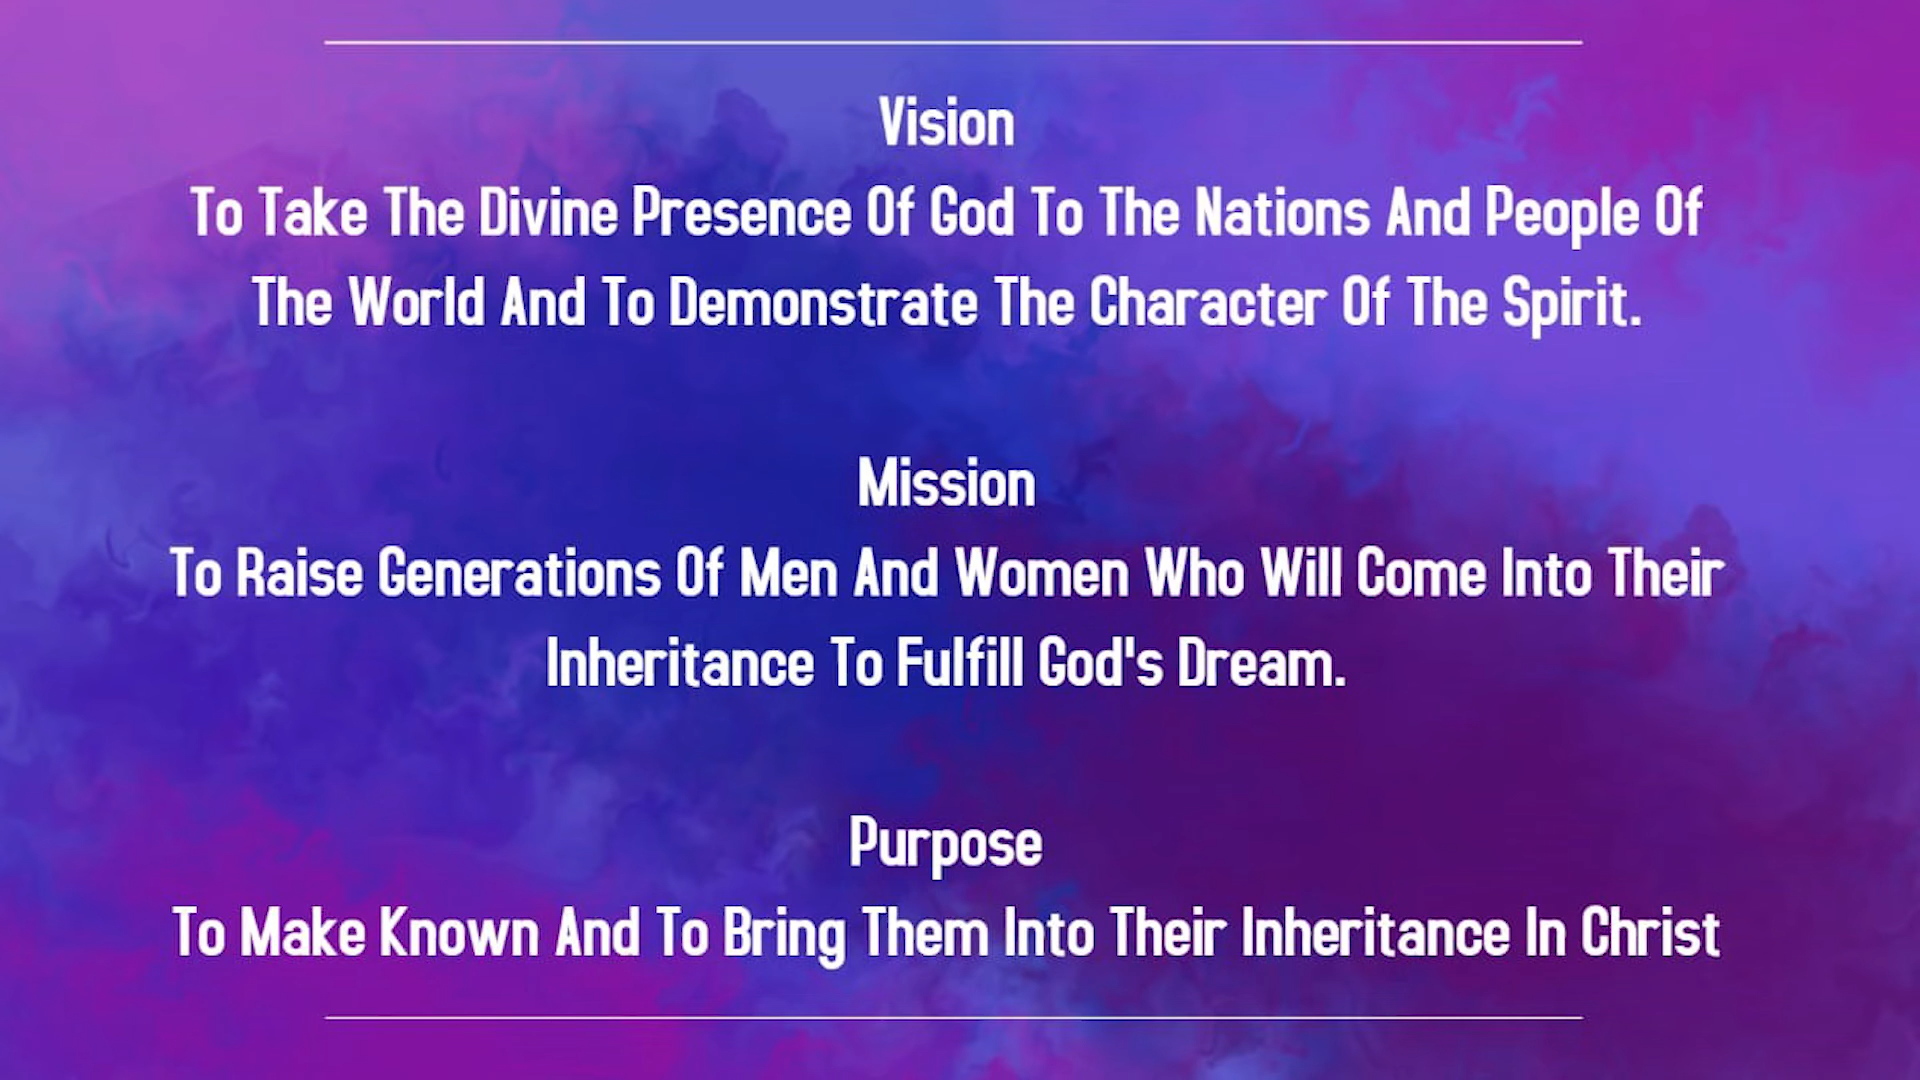 Vision
To Take The Divine Presence Of God To The Nations And People Of
The World And To Demonstrate The Character Of The Spirit.
Mission
To Raise Generations Of Men And Women Who Will Come Into Their
Inheritance To Fulfill God's Dream.
Purpose
To Make Known And To Bring Them Into Their Inheritance In Christ